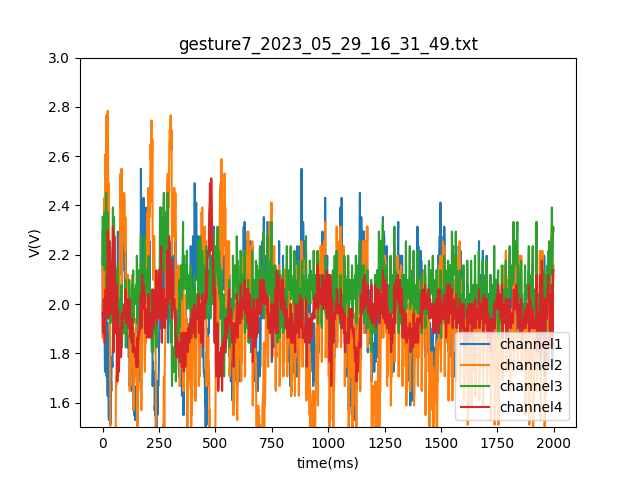 gesture7_2023_05_29_16_31_49.txt
3.0
2.8
2.6
2.4
2.2
2.0
1.8
1.6
V(V)
channel1
channel2
channel3
channel4
0 250 500 750 1000 1250 1500 1750 2000
time(ms)